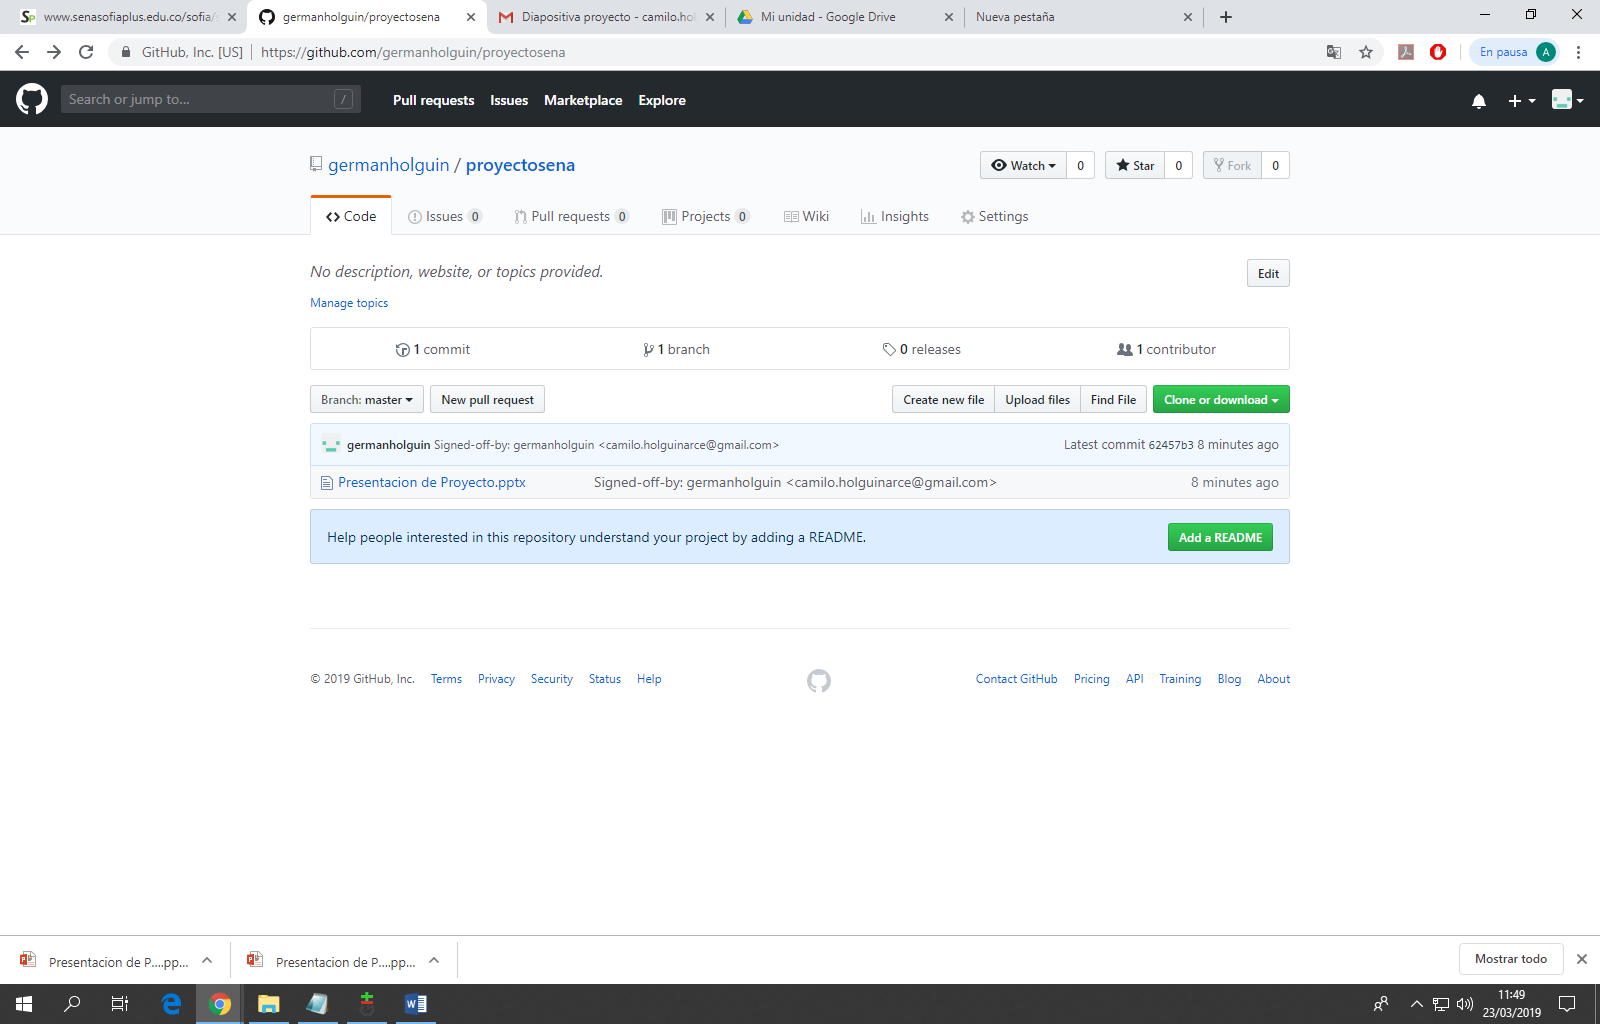 www.senasofiaplus.edu.co/sofia/
germanholguin/proyectosena
Diapositiva proyecto - camilo.hol
Mi unidad - Google Drive
Nueva pestaña
GitHub, Inc. [US]
https://github.com/germanholguin/proyectosena
En pausa
A
Search or jump to...
/
Pull requests
Issues
Marketplace
Explore
germanholguin / proyectosena
Watch
0
Star
0
Fork
0
Code
Issues 0
Pull requests 0
Projects 0
Wiki
Insights
Settings
No description, website, or topics provided.
Edit
Manage topics
1 commit
1 branch
0 releases
1 contributor
Branch: master
New pull request
Create new file
Upload files
Find File
Clone or download
germanholguin Signed-off-by: germanholguin <camilo.holguinarce@gmail.com>
Latest commit 62457b3 8 minutes ago
Presentacion de Proyecto.pptx
Signed-off-by: germanholguin <camilo.holguinarce@gmail.com>
8 minutes ago
Help people interested in this repository understand your project by adding a README.
Add a README
© 2019 GitHub, Inc.
Terms
Privacy
Security
Status
Help
Contact GitHub
Pricing
API
Training
Blog
About
Presentacion de P....pp...
Presentacion de P....pp...
Mostrar todo
11:49
23/03/2019